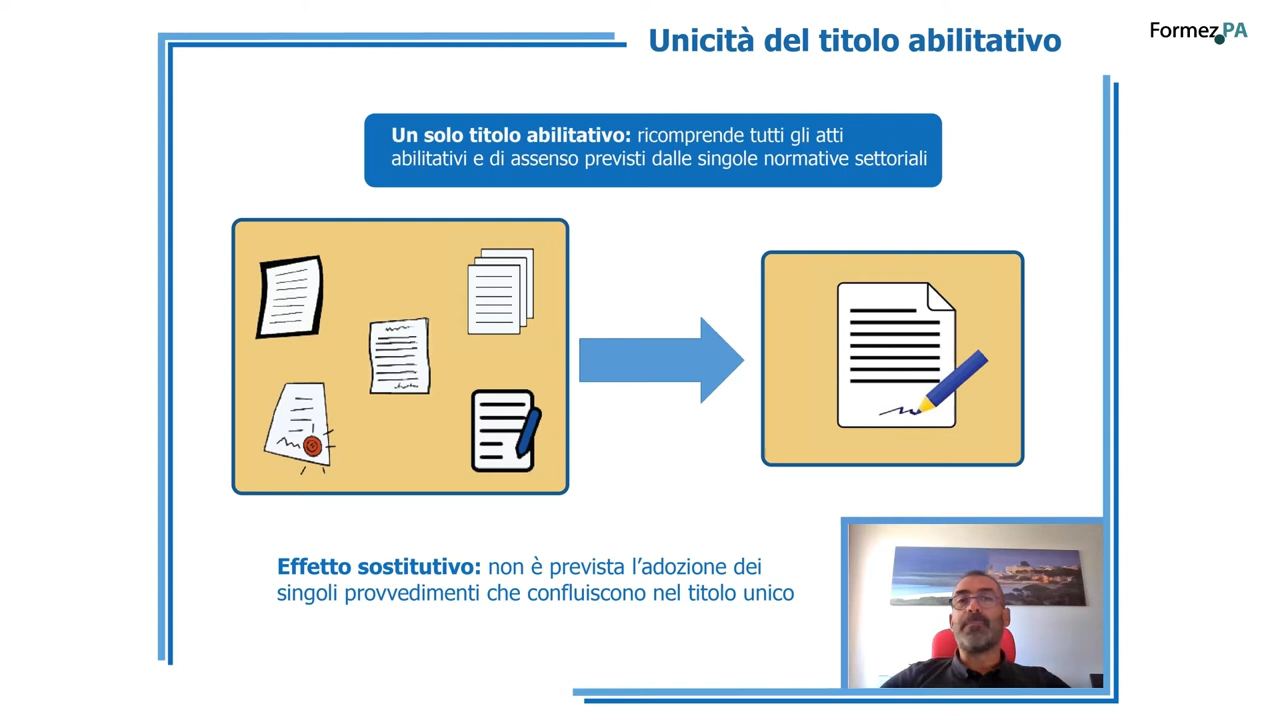 Unicità del titolo abilitativo
Formez.PA
Un solo titolo abilitativo: ricomprende tutti gli atti
abilitativi e di assenso previsti dalle singole normative settoriali
Effetto sostitutivo: non è prevista l’adozione dei
singoli provvedimenti che confluiscono nel titolo unico